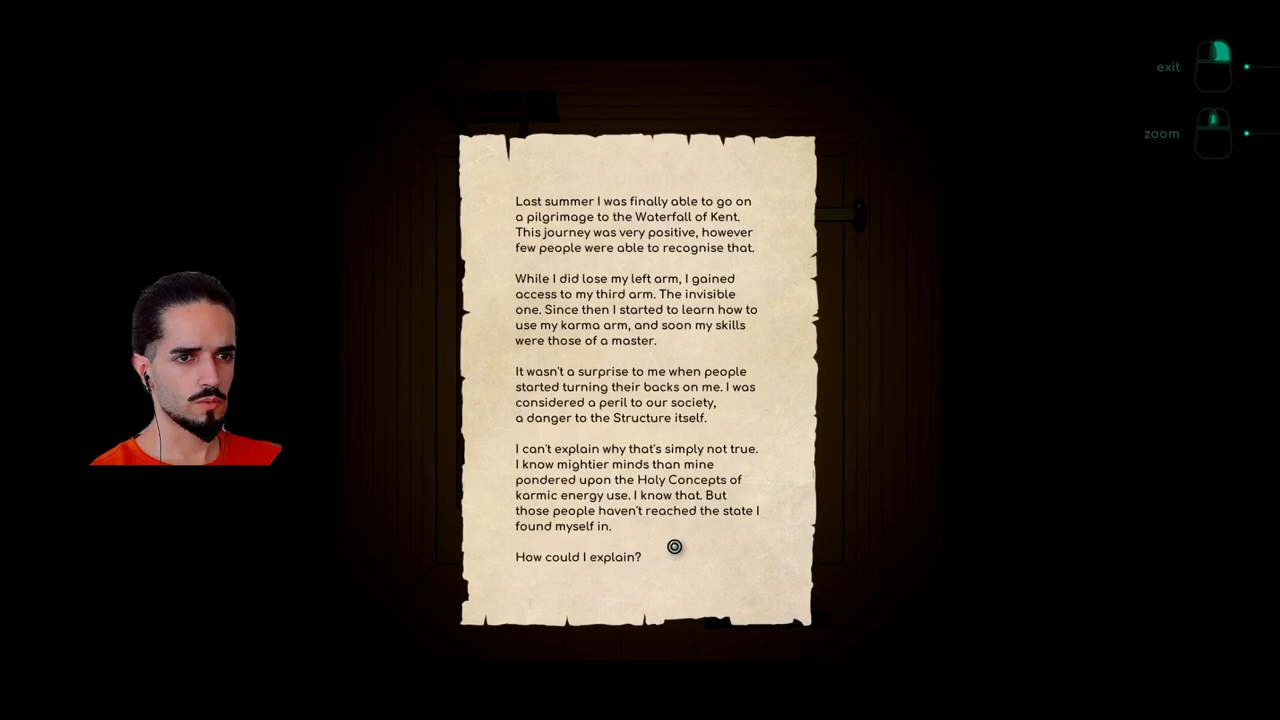 exit
zoom
Last summer I was finally able to go on
a pilgrimage to the Waterfall of Kent.
This journey was very positive, however
few people were able to recognise that.
While I did lose my left arm, I gained
access to my third arm. The invisible
one. Since then I started to learn how to
use my karma arm, and soon my skills
were those of a master.
It wasn't a surprise to me when people
started turning their backs on me. I was
considered a peril to our society,
a danger to the Structure itself.
I can't explain why that's simply not true.
I know mightier minds than mine
pondered upon the Holy Concepts of
karmic energy use. I know that. But
those people haven't reached the state I
found myself in.
How could I explain?